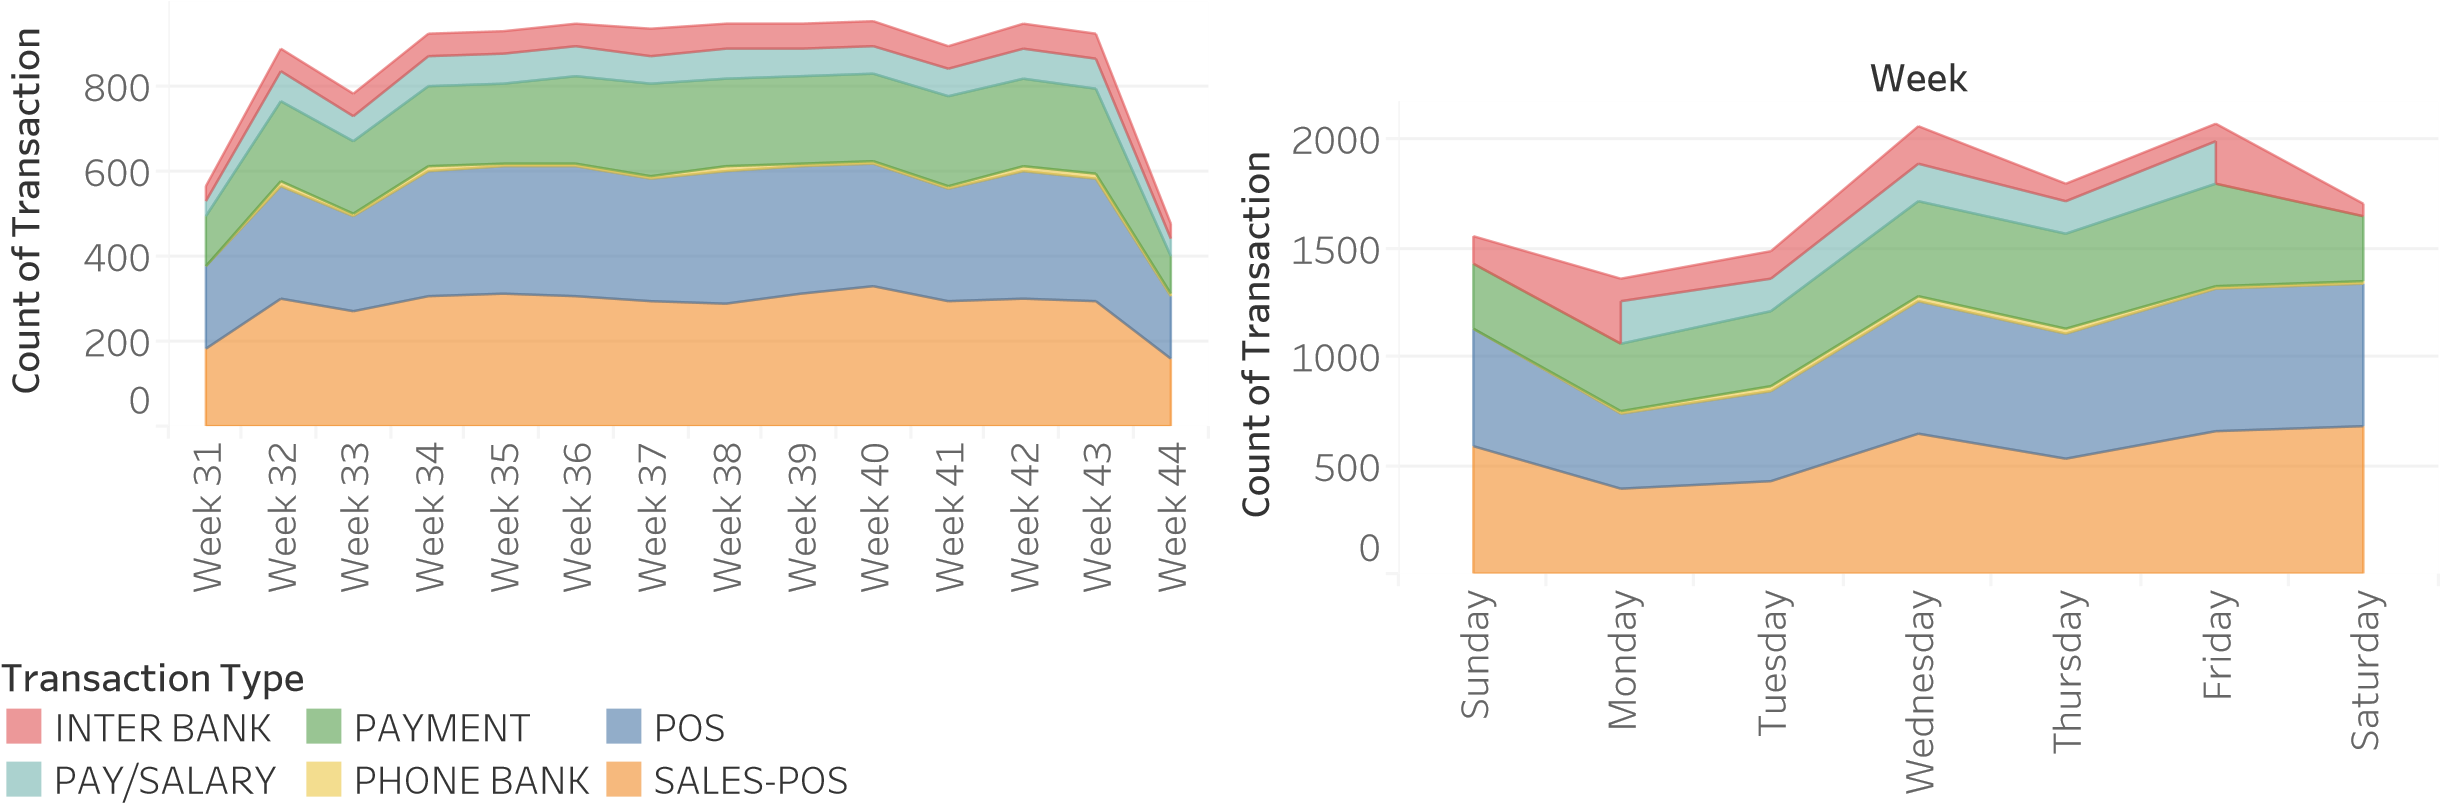 Count of Transaction
800
600
400
200
0
Week 31
Week 32
Week 33
Week 34
Week 35
Week 36
Week 37
Week 38
Week 39
Week 40
Week 41
Week 42
Week 43
Week 44
Week
Count of Transaction
2000
1500
1000
500
0
Sunday
Monday
Tuesday
Wednesday
Thursday
Friday
Saturday
Transaction Type
INTER BANK PAYMENT POS
PAY/SALARY PHONE BANK SALES-POS